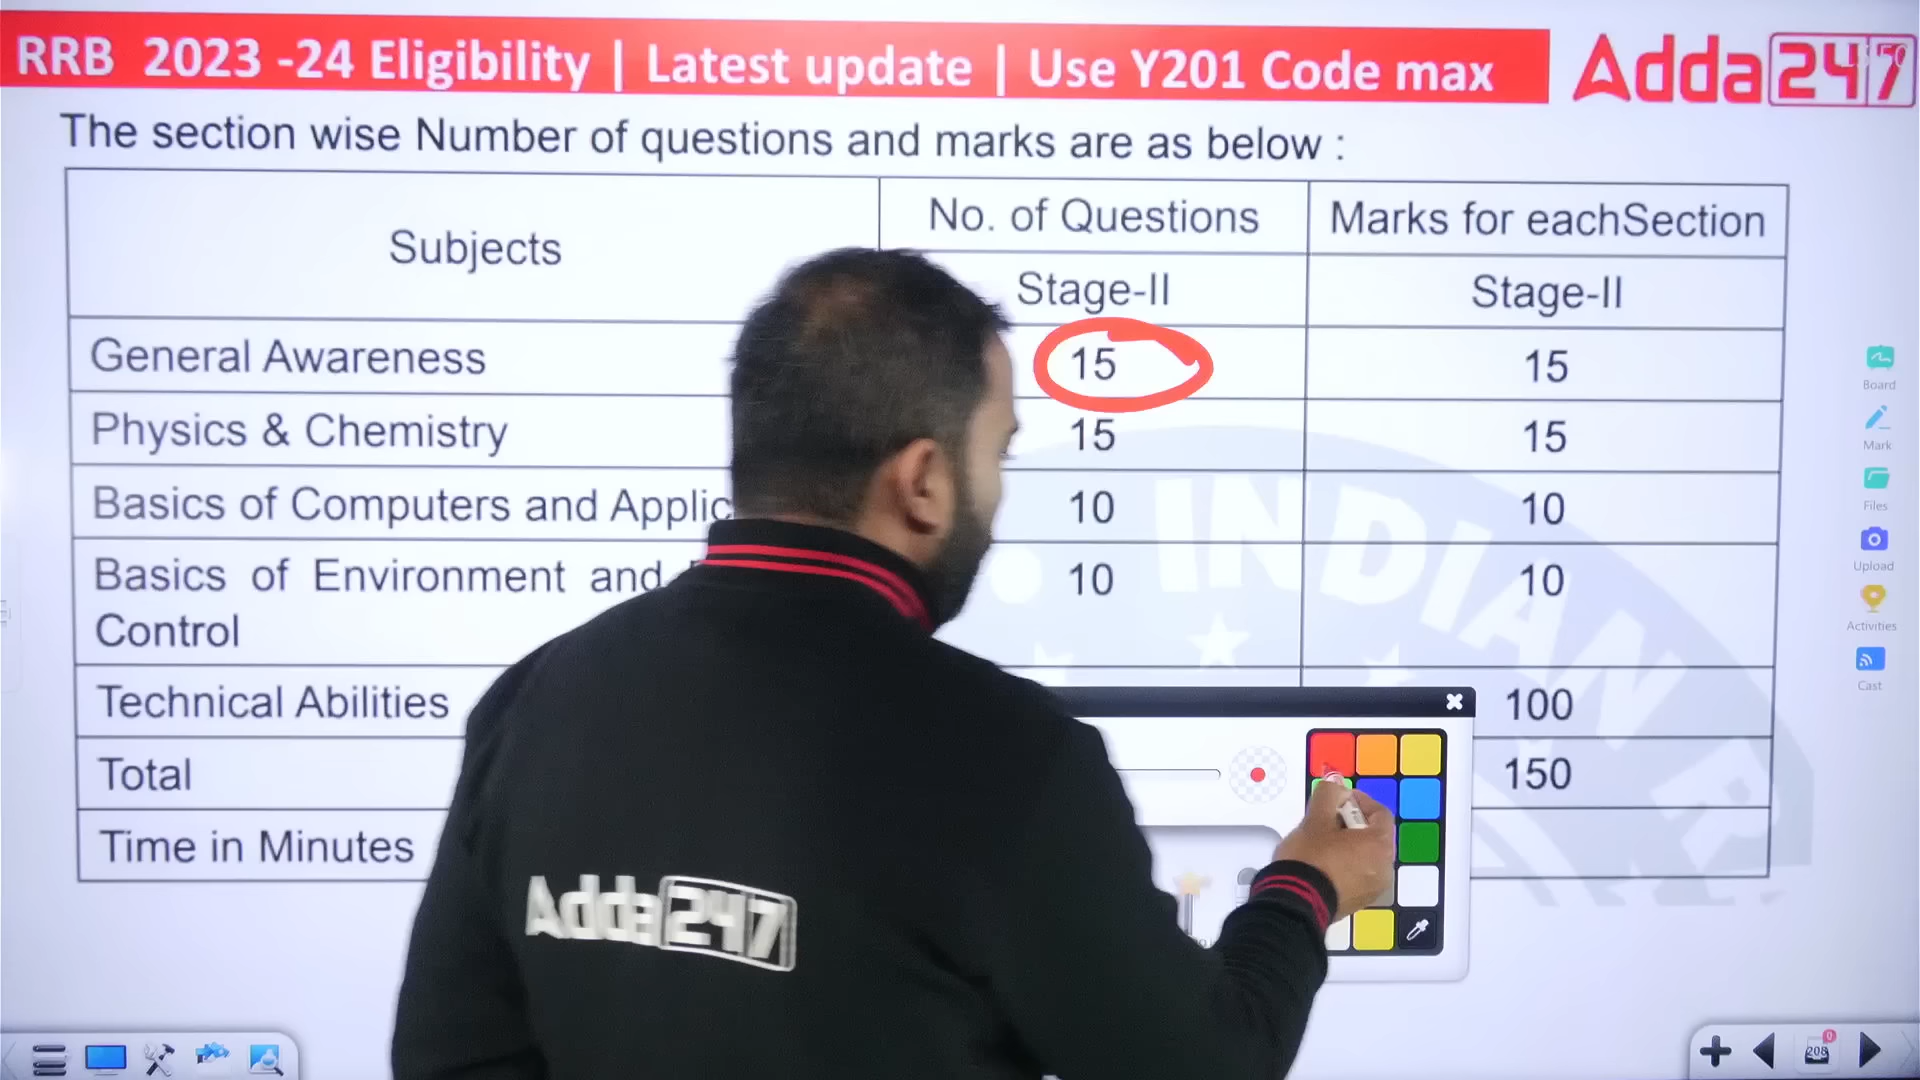 RRB 2023 -24 Eligibility | Latest update | Use Y201 Code max
Adda247
The section wise Number of questions and marks are as below :
Subjects No. of Questions Marks for eachSection
Stage-II Stage-II
General Awareness 15 15
Physics & Chemistry 15 15
Basics of Computers and Applic 10 10
Basics of Environment and 10 10
Control
Technical Abilities 100
Total 150
Time in Minutes
INDIAN R
Board
Mark
Files
Upload
Activities
Cast
Adda247
0
208